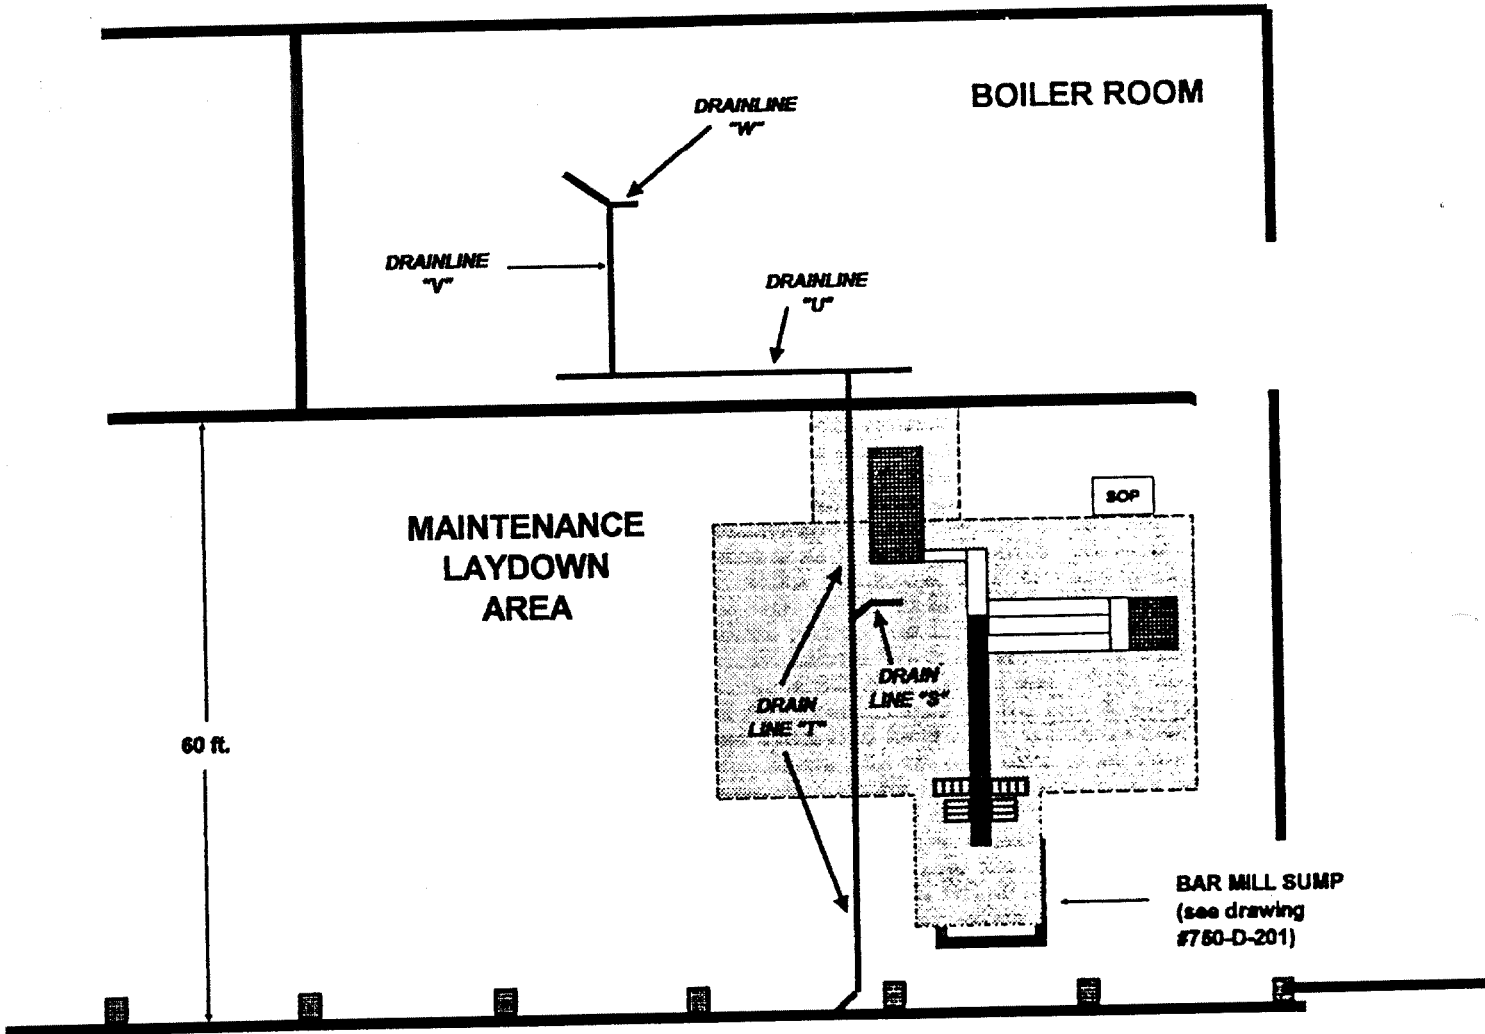 BOILER ROOM
DRAINLINE
"W"
DRAINLINE
"V"
DRAINLINE
"U"
SOP
MAINTENANCE
LAYDOWN
AREA
DRAIN
LINE "S"
DRAIN
LINE "T"
60 ft.
BAR MILL SUMP
(see drawing
#750-D-201)